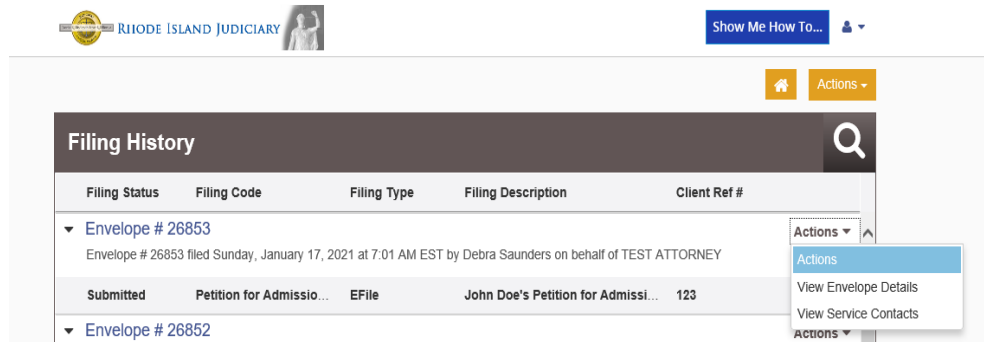 RHODE ISLAND JUDICIARY
Show Me How To...
Actions
Filing History
Filing Status Filing Code Filing Type Filing Description Client Ref #
Envelope # 26853
Actions
Envelope # 26853 filed Sunday, January 17, 2021 at 7:01 AM EST by Debra Saunders on behalf of TEST ATTORNEY
Actions
View Envelope Details
View Service Contacts
Submitted Petition for Admissio... EFile John Doe's Petition for Admissi... 123
Envelope # 26852
Actions